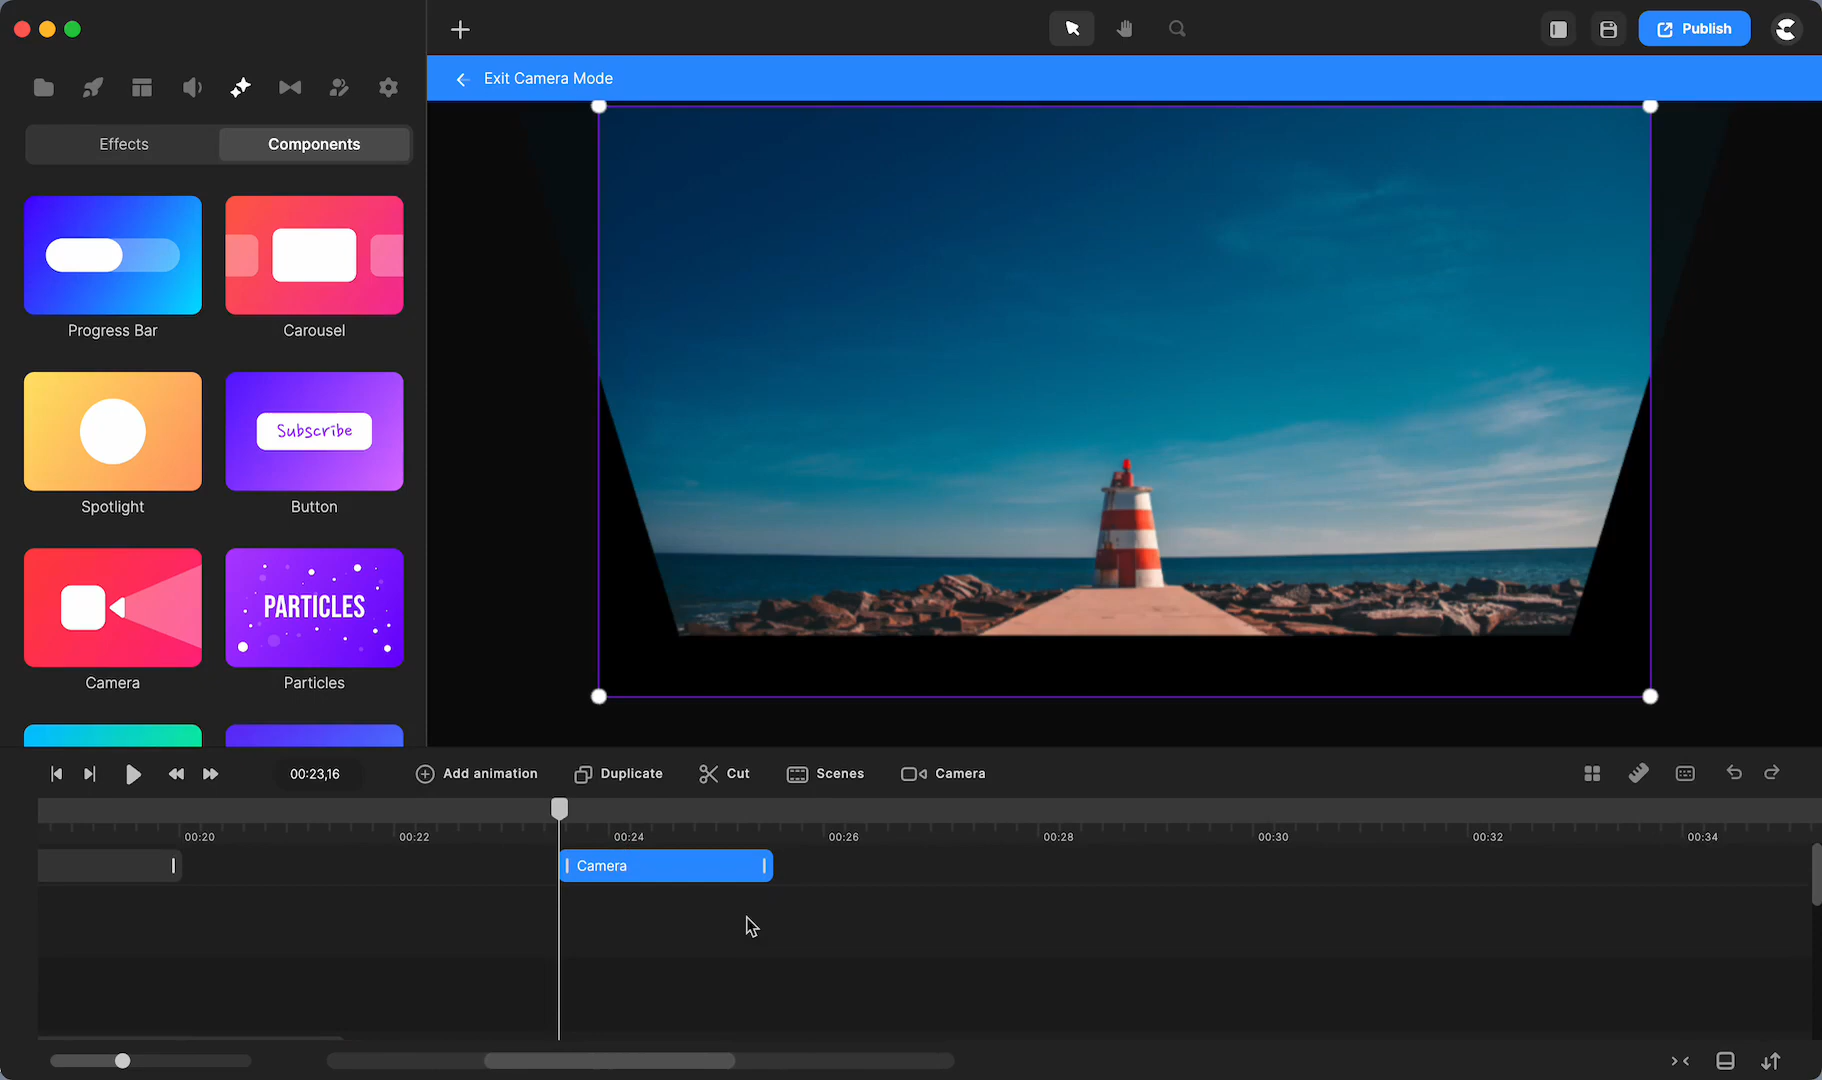 Publish
Exit Camera Mode
Effects
Components
Progress Bar
Carousel
Subscribe
Spotlight
Button
PARTICLES
Camera
Particles
00:23,16
Add animation
Duplicate
Cut
Scenes
Camera
00:20
00:22
00:24
00:26
00:28
00:30
00:32
00:34
Camera